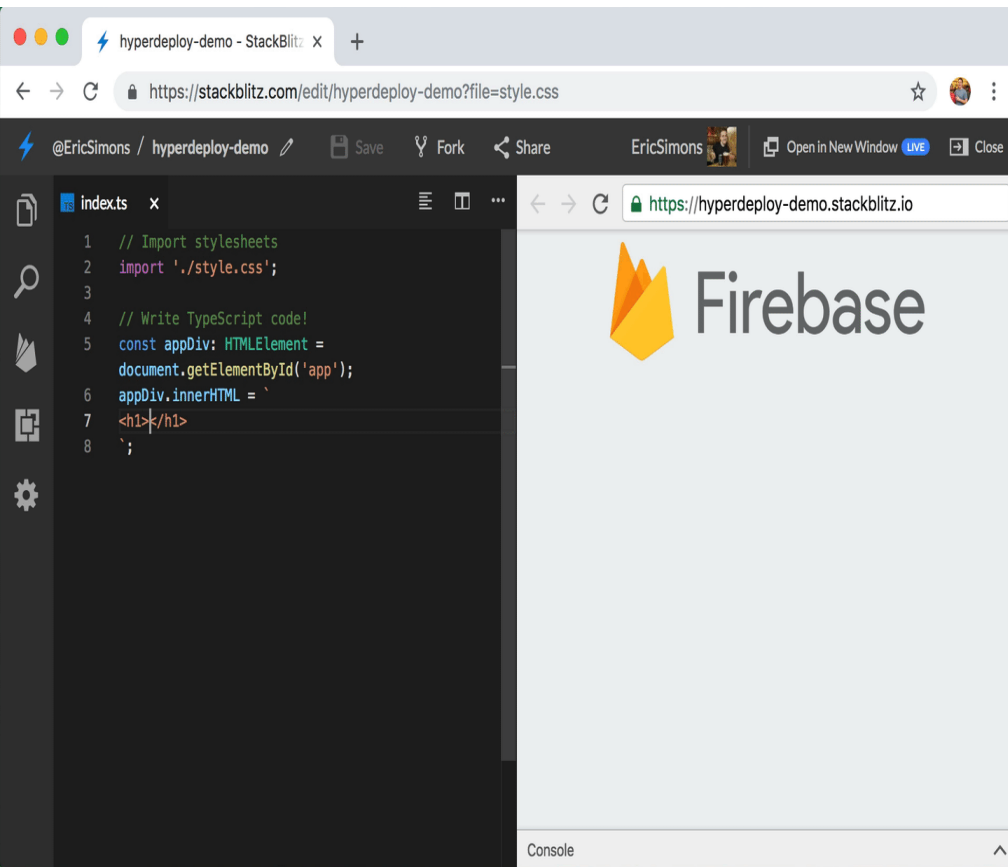 hyperdeploy-demo - StackBlitz
https://stackblitz.com/edit/hyperdeploy-demo?file=style.css
@EricSimons / hyperdeploy-demo Save Fork Share EricSimons Open in New Window LIVE Close
TS index.ts
https://hyperdeploy-demo.stackblitz.io
1 // Import stylesheets
2 import './style.css';
3
4 // Write TypeScript code!
5 const appDiv: HTMLElement =
document.getElementById('app');
6 appDiv.innerHTML = `
7 <h1></h1>
8 `;
Firebase
Console